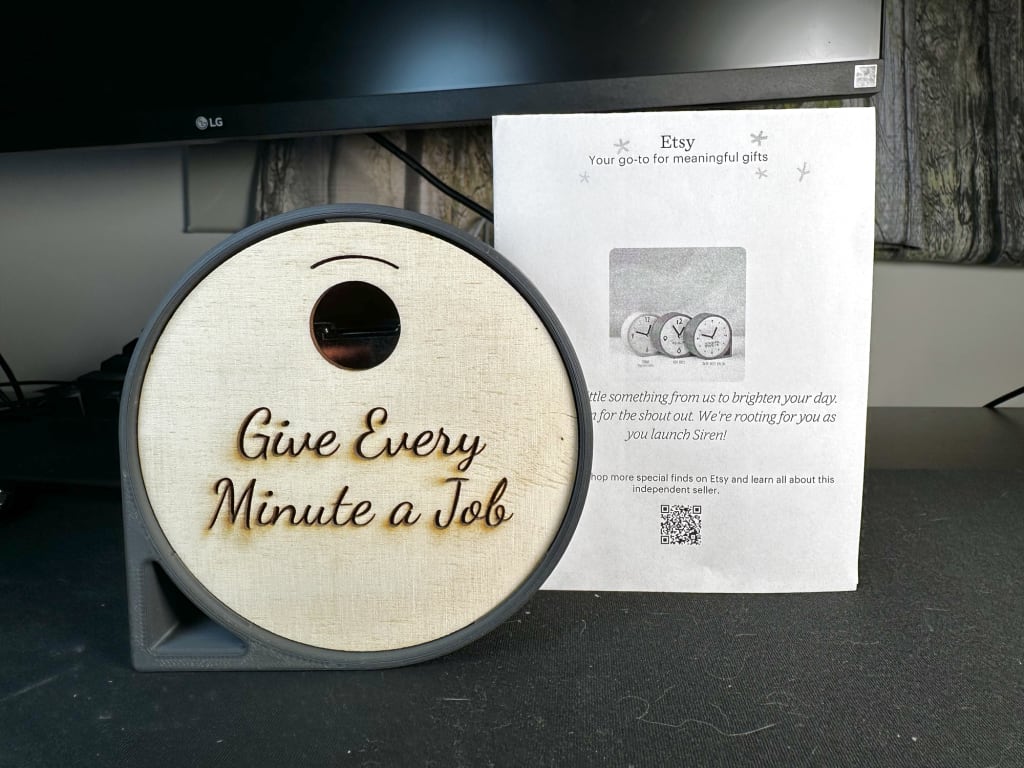 LG
Etsy
Your go-to for meaningful gifts
something from us to brighten your day.
for the shout out. We're rooting for you as
you launch Siren!
more special finds on Etsy and learn all about this
independent seller.
Give Every
Minute a Job